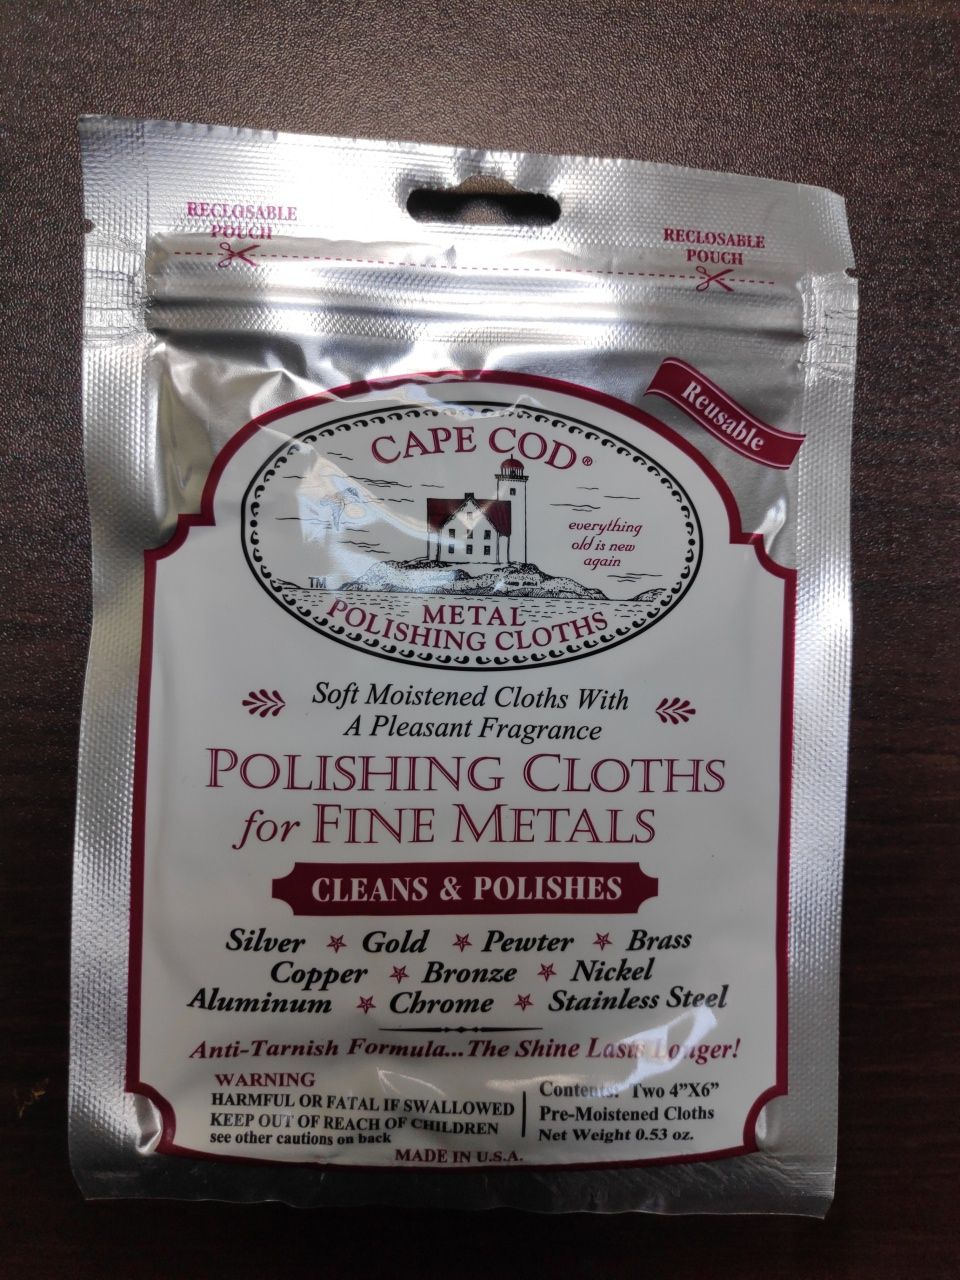 RECLOSABLE
POUCH
RECLOSABLE
POUCH
Reusable
CAPE COD®
everything
old is new
again
TM
METAL
POLISHING CLOTHS
Soft Moistened Cloths With
A Pleasant Fragrance
POLISHING CLOTHS
for FINE METALS
CLEANS & POLISHES
Silver Gold Pewter Brass
Copper Bronze Nickel
Aluminum Chrome Stainless Steel
Anti-Tarnish Formula...The Shine Lasts Longer!
WARNING
HARMFUL OR FATAL IF SWALLOWED
KEEP OUT OF REACH OF CHILDREN
see other cautions on back
Contents: Two 4"X6"
Pre-Moistened Cloths
Net Weight 0.53 oz.
MADE IN U.S.A.